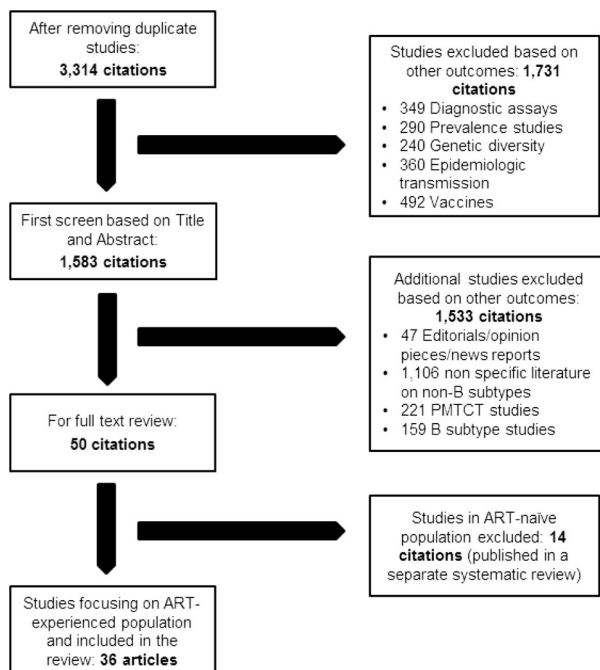 After removing duplicate
studies:
3,314 citations
Studies excluded based on
other outcomes: 1,731
citations
• 349 Diagnostic assays
• 290 Prevalence studies
• 240 Genetic diversity
• 360 Epidemiologic
transmission
• 492 Vaccines
First screen based on Title
and Abstract:
1,583 citations
Additional studies excluded
based on other outcomes:
1,533 citations
• 47 Editorials/opinion
pieces/news reports
• 1,106 non specific literature
on non-B subtypes
• 221 PMTCT studies
• 159 B subtype studies
For full text review:
50 citations
Studies in ART-naïve
population excluded: 14
citations (published in a
separate systematic review)
Studies focusing on ART-
experienced population
and included in the
review: 36 articles